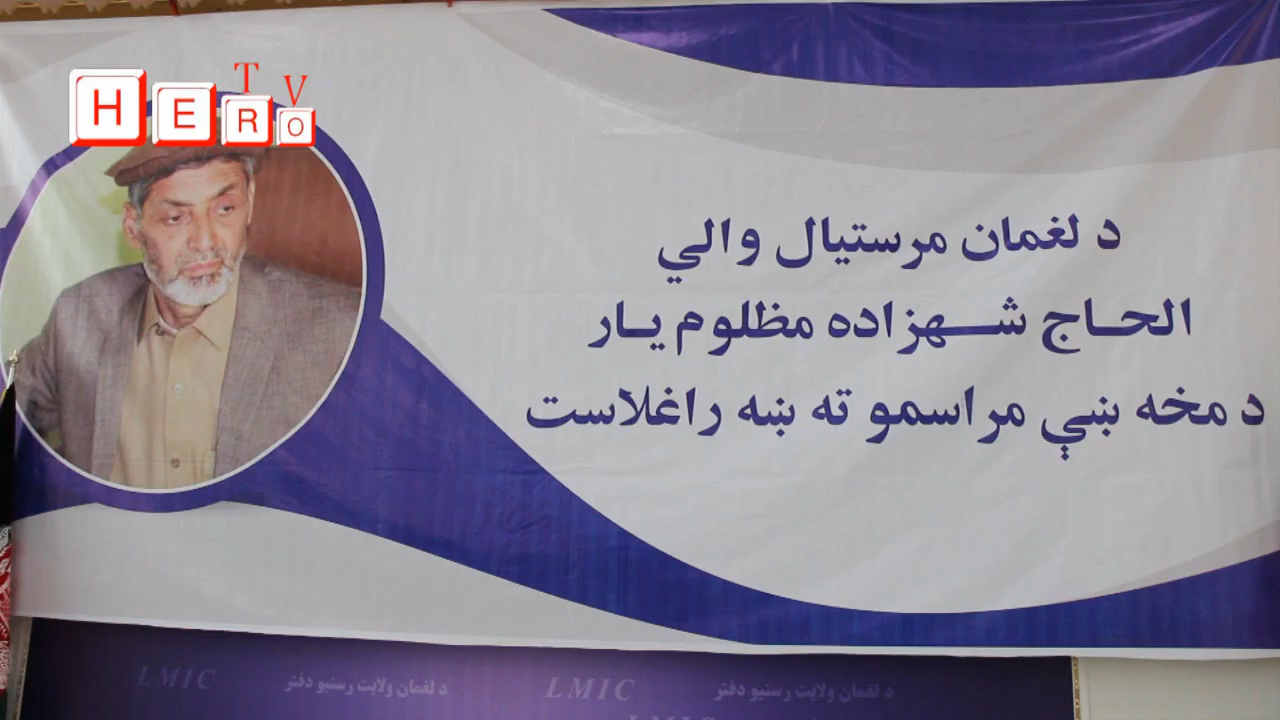 HERO TV
د لغمان مرستیال والي
الحاج شهزاده مظلوم یار
د مخه ښې مراسمو ته ښه راغلاست
LMIC د لغمان ولایت رسنیو دفتر LMIC د لغمان ولایت رسنیو دفتر
LMIC